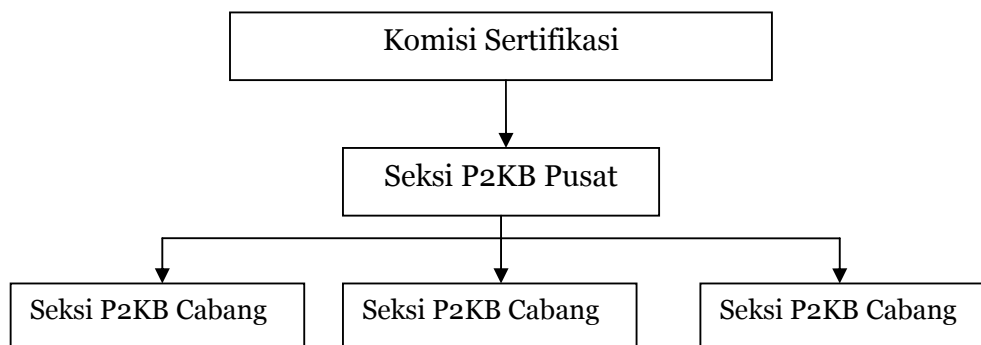 Komisi Sertifikasi
Seksi P2KB Pusat
Seksi P2KB Cabang
Seksi P2KB Cabang
Seksi P2KB Cabang